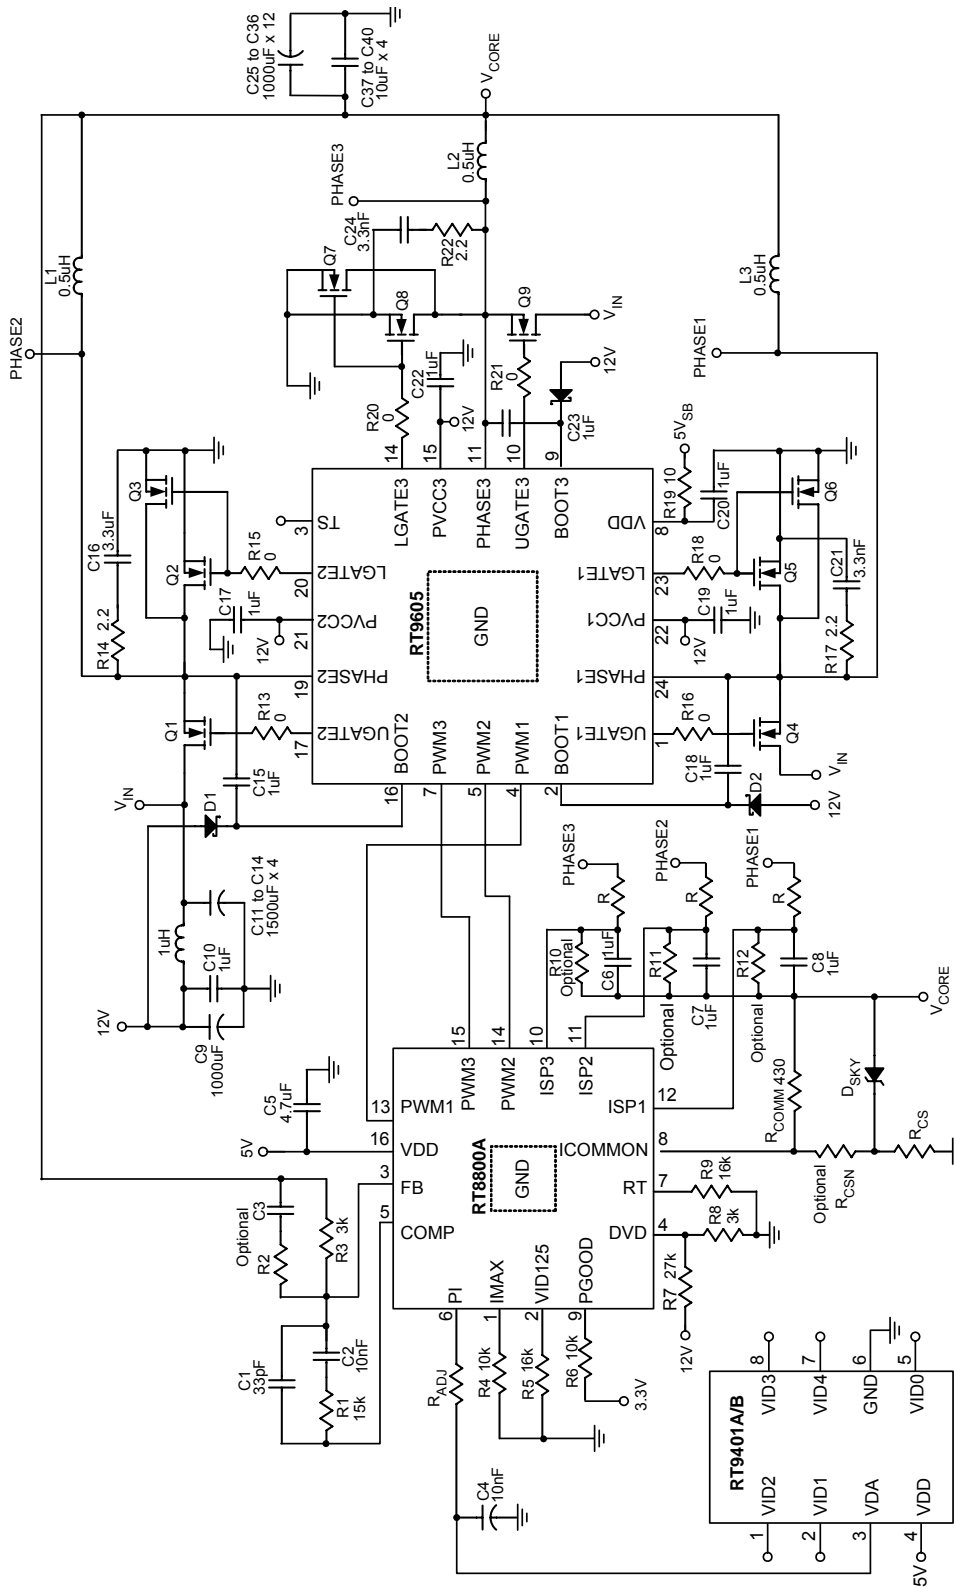 C25 to C36
1000uF x 12
C37 to C40
10uF x 4
VCORE
L1
0.5uH
PHASE2
PHASE3
L2
0.5uH
C24
3.3nF
R22
2.2
Q7
Q8
Q9
VIN
R20
0
C22
1uF
12V
R21
0
C23
1uF
12V
L3
0.5uH
PHASE1
Q3
C16
3.3uF
Q2
R14 2.2
R15
0
C17
1uF
12V
Q1
R13
0
C15
1uF
VIN
D1
C11 to C14
1500uF x 4
1uH
C10
1uF
12V
C9
1000uF
RT9605
GND
3
TS
14
LGATE3
15
PVCC3
11
PHASE3
10
UGATE3
9
BOOT3
20
LGATE2
21
PVCC2
19
PHASE2
17
UGATE2
16
BOOT2
7
PWM3
5
PWM2
4
PWM1
2
BOOT1
1
UGATE1
24
PHASE1
22
PVCC1
23
LGATE1
8
VDD
5VSB
R19 10
C20
1uF
R18
0
C19
1uF
12V
Q6
Q5
C21
3.3nF
R17 2.2
R16
0
Q4
C18
1uF
VIN
D2
12V
RT8800A
GND
13
PWM1
16
VDD
3
FB
5
COMP
15
PWM3
14
PWM2
10
ISP3
11
ISP2
12
ISP1
8
ICOMMON
7
RT
4
DVD
6
PI
1
IMAX
2
VID125
9
PGOOD
5V
C5
4.7uF
Optional
C3
R2
R3 3k
C1
33pF
C2
10nF
R1
15k
RADJ
R4 10k
R5 16k
R6 10k
3.3V
C4
10nF
R7 27k
12V
R8
3k
R9
16k
PHASE3
R
R10
Optional
C6
1uF
PHASE2
R
R11
Optional
C7
1uF
PHASE1
R
R12
Optional
C8
1uF
VCORE
RCOMM 430
DSKY
Optional
RCSN
RCS
RT9401A/B
1
VID2
2
VID1
3
VDA
4
VDD
5V
8
VID3
7
VID4
6
GND
5
VID0